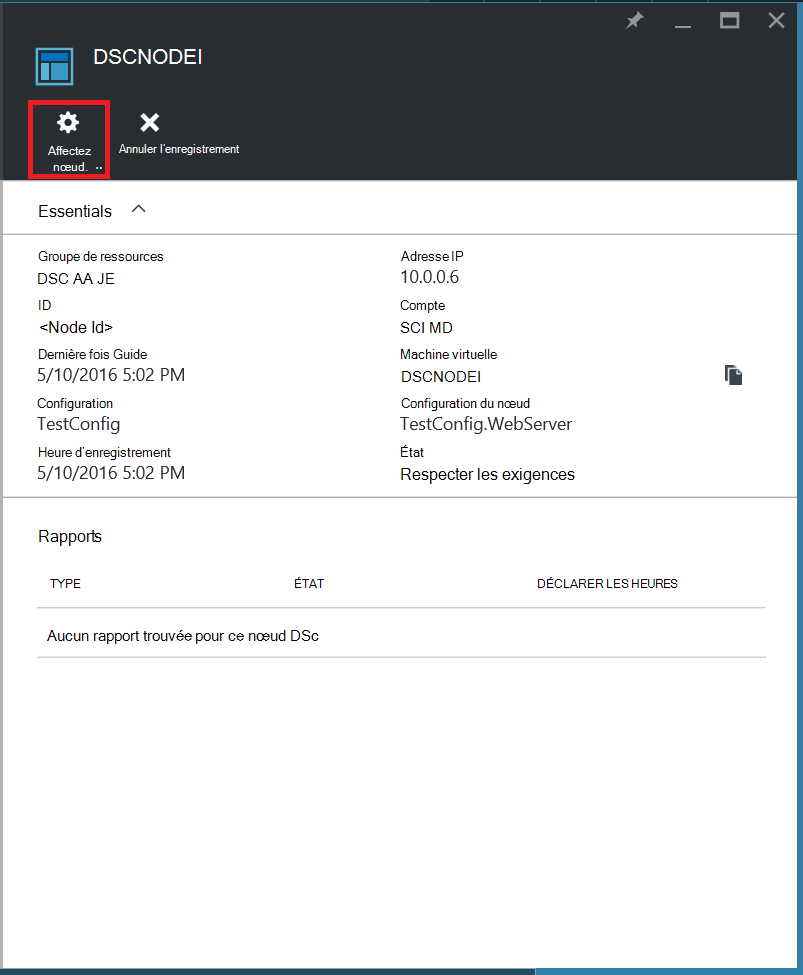 DSCNODEI
Affectez
nœud. ..
Annuler l'enregistrement
Essentials
Groupe de ressources
DSC AA JE
Adresse IP
10.0.0.6
ID
<Node Id>
Compte
SCI MD
Dernière fois Guide
5/10/2016 5:02 PM
Machine virtuelle
DSCNODEI
Configuration
TestConfig
Configuration du nœud
TestConfig.WebServer
Heure d'enregistrement
5/10/2016 5:02 PM
État
Respecter les exigences
Rapports
TYPE
ÉTAT
DÉCLARER LES HEURES
Aucun rapport trouvée pour ce nœud DSc